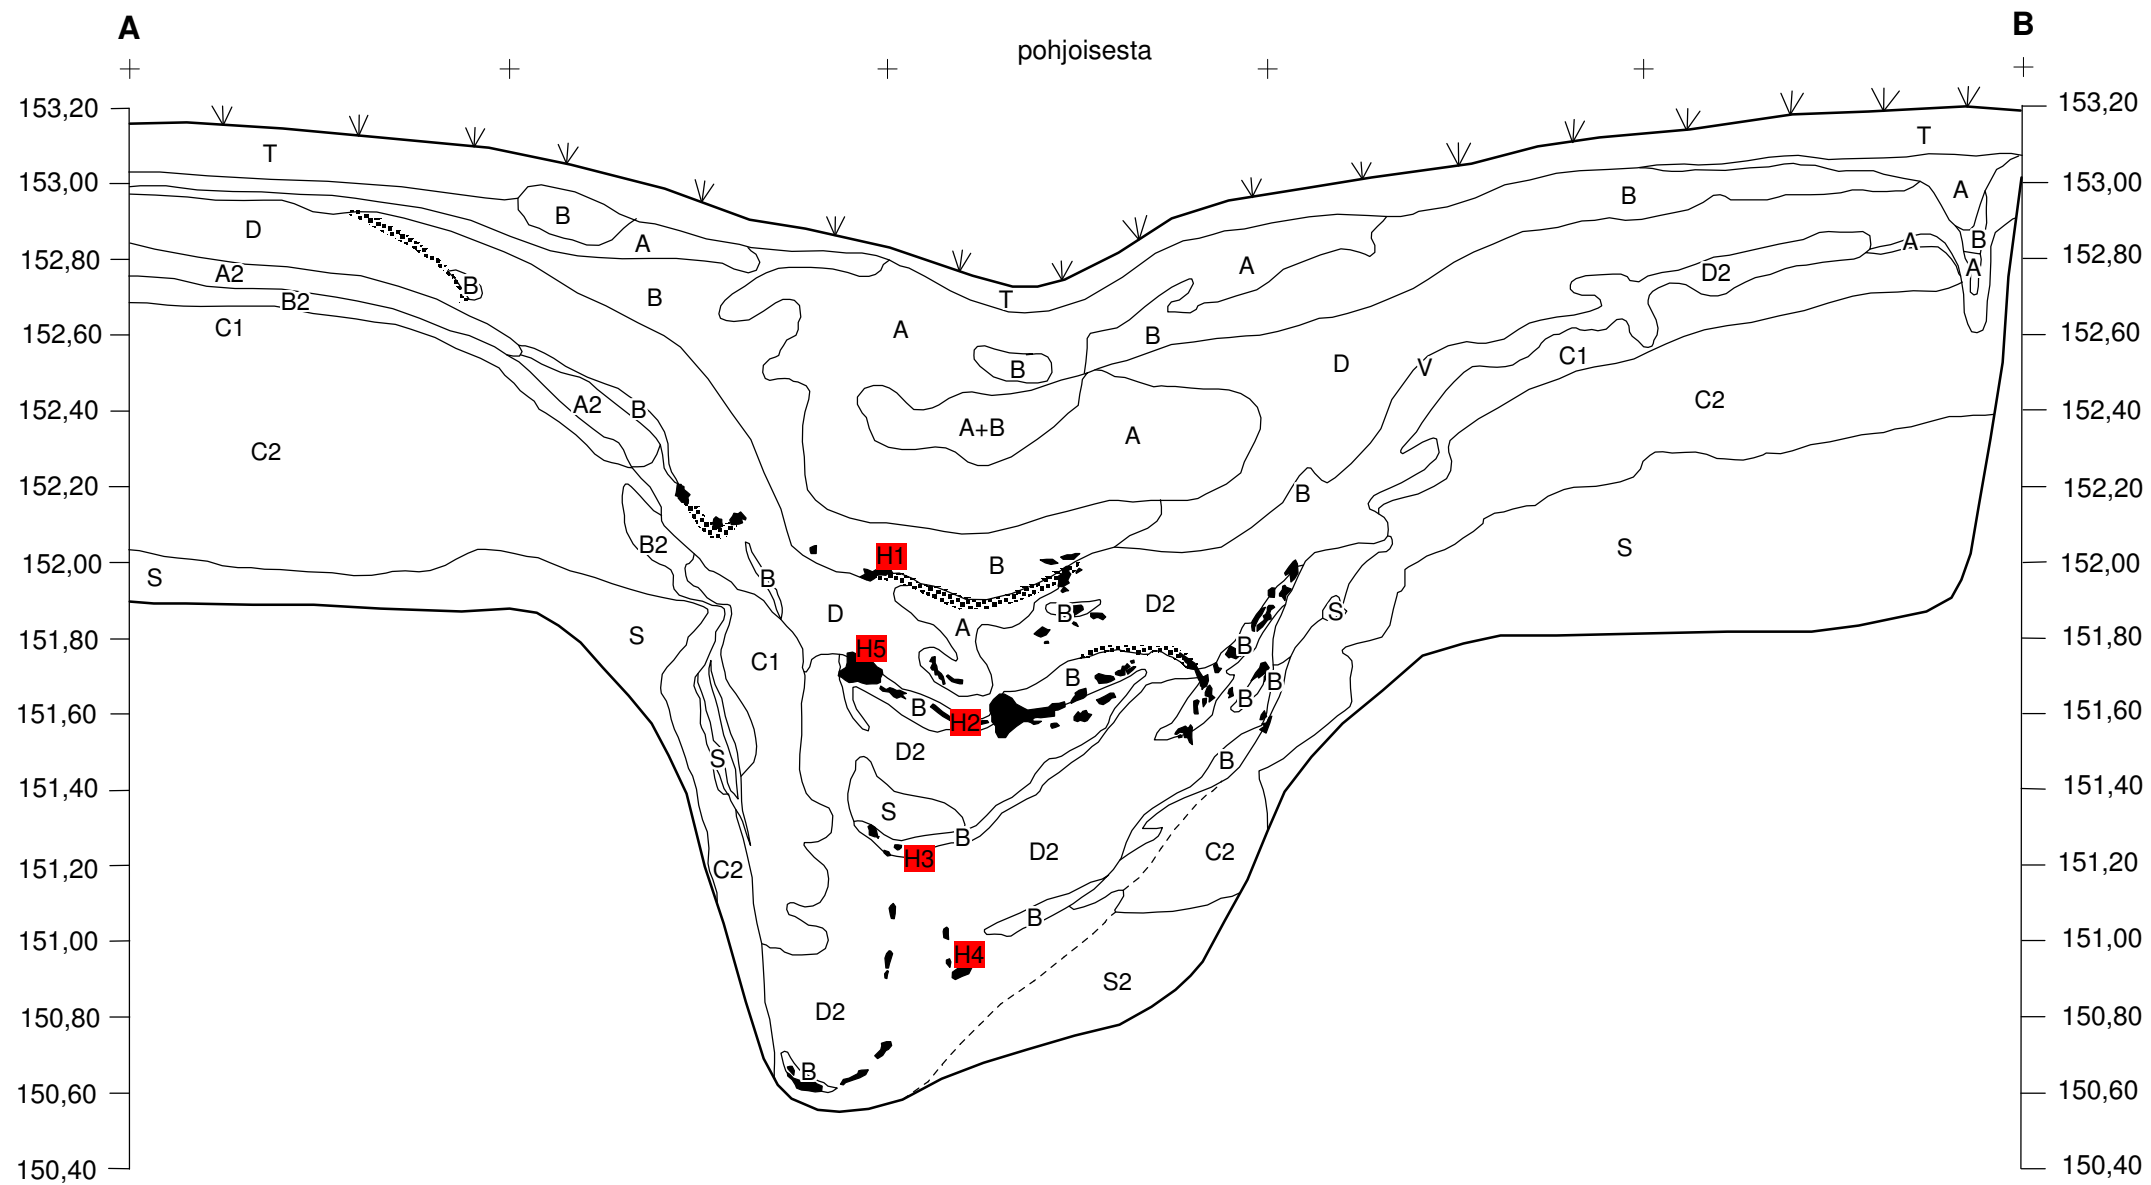 A
B
pohjoisesta
153,20
153,20
T
T
153,00
153,00
B
A
B
D
A
A
B
152,80
152,80
A2
B
A
D2
A
B2
B
T
C1
A
B
152,60
152,60
B
D
V
C1
A2
B
152,40
152,40
A+B
A
C2
C2
152,20
152,20
B
B2
S
152,00
152,00
H1
B
S
B
D
A
B
D2
S
S
151,80
151,80
H5
C1
B
B
B
B
151,60
151,60
B
H2
S
D2
B
151,40
151,40
S
B
H3
D2
C2
C2
151,20
151,20
B
151,00
151,00
H4
S2
D2
150,80
150,80
B
150,60
150,60
150,40
150,40